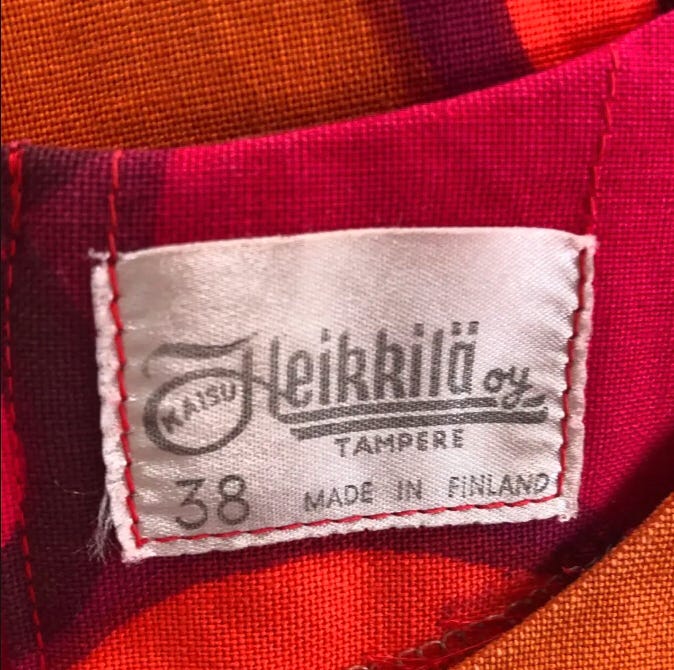 KAISU Heikkilä oy
TAMPERE
38 MADE IN FINLAND